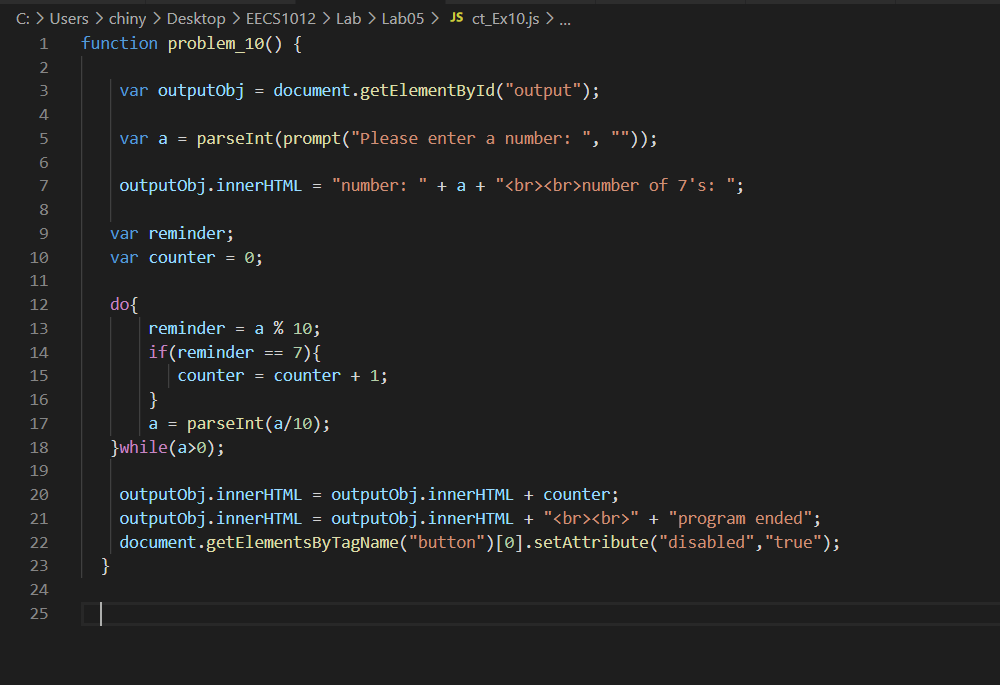 C: > Users > chiny > Desktop > EECS1012 > Lab > Lab05 > JS ct_Ex10.js > ...
1 function problem_10() {
2
3 var outputObj = document.getElementById("output");
4
5 var a = parseInt(prompt("Please enter a number: ", ""));
6
7 outputObj.innerHTML = "number: " + a + "<br><br>number of 7's: ";
8
9 var reminder;
10 var counter = 0;
11
12 do{
13 reminder = a % 10;
14 if(reminder == 7){
15 counter = counter + 1;
16 }
17 a = parseInt(a/10);
18 }while(a>0);
19
20 outputObj.innerHTML = outputObj.innerHTML + counter;
21 outputObj.innerHTML = outputObj.innerHTML + "<br><br>" + "program ended";
22 document.getElementsByTagName("button")[0].setAttribute("disabled","true");
23 }
24
25